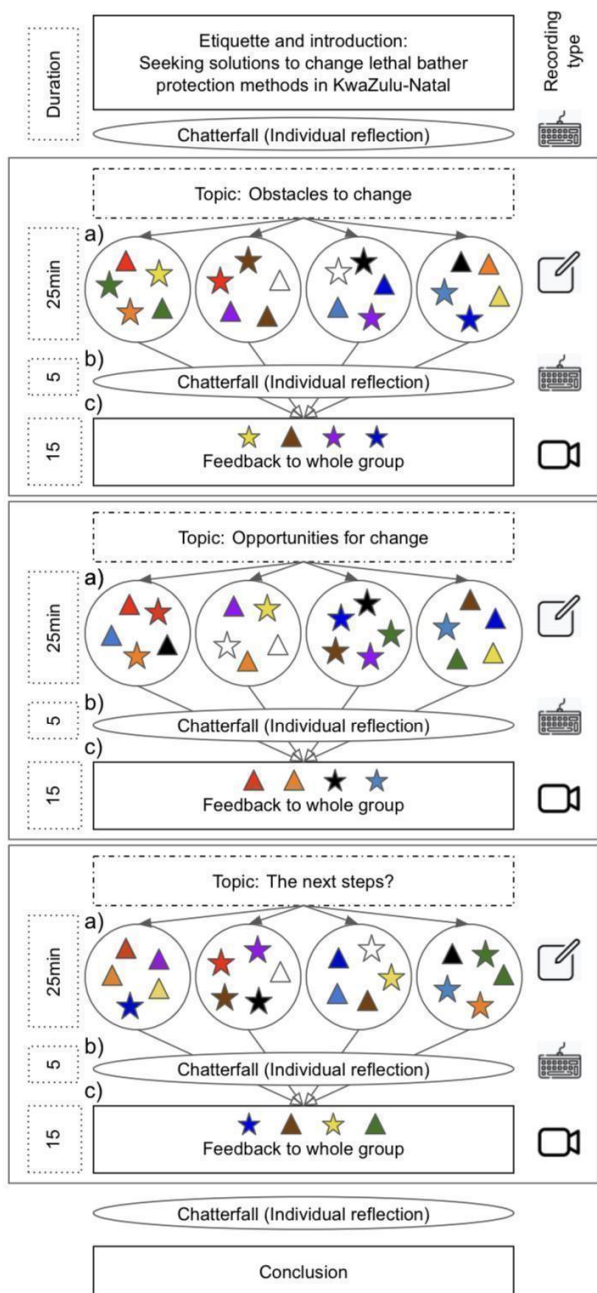 Duration
Etiquette and introduction:
Seeking solutions to change lethal bather
protection methods in KwaZulu-Natal
Recording
type
Chatterfall (Individual reflection)
Topic: Obstacles to change
a)
25min
b)
5
Chatterfall (Individual reflection)
c)
15
Feedback to whole group
Topic: Opportunities for change
a)
25min
b)
5
Chatterfall (Individual reflection)
c)
15
Feedback to whole group
Topic: The next steps?
a)
25min
b)
5
Chatterfall (Individual reflection)
c)
15
Feedback to whole group
Chatterfall (Individual reflection)
Conclusion